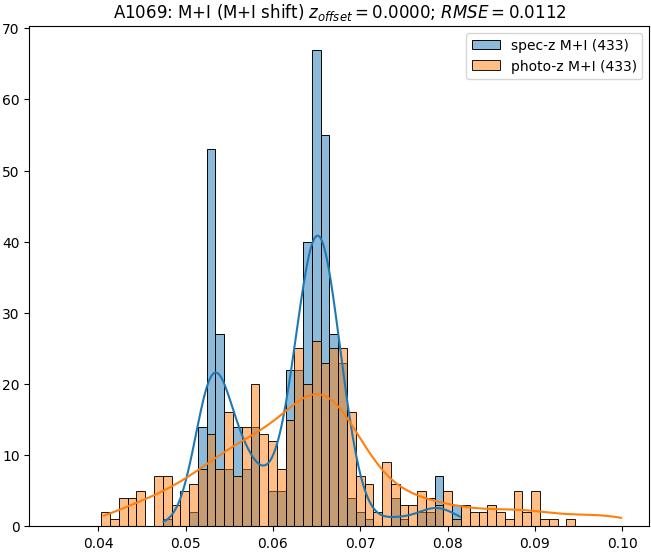 A1069: M+I (M+I shift) z_offset = 0.0000; RMSE = 0.0112
spec-z M+I (433)
photo-z M+I (433)
70
60
50
40
30
20
10
0
0.04 0.05 0.06 0.07 0.08 0.09 0.10